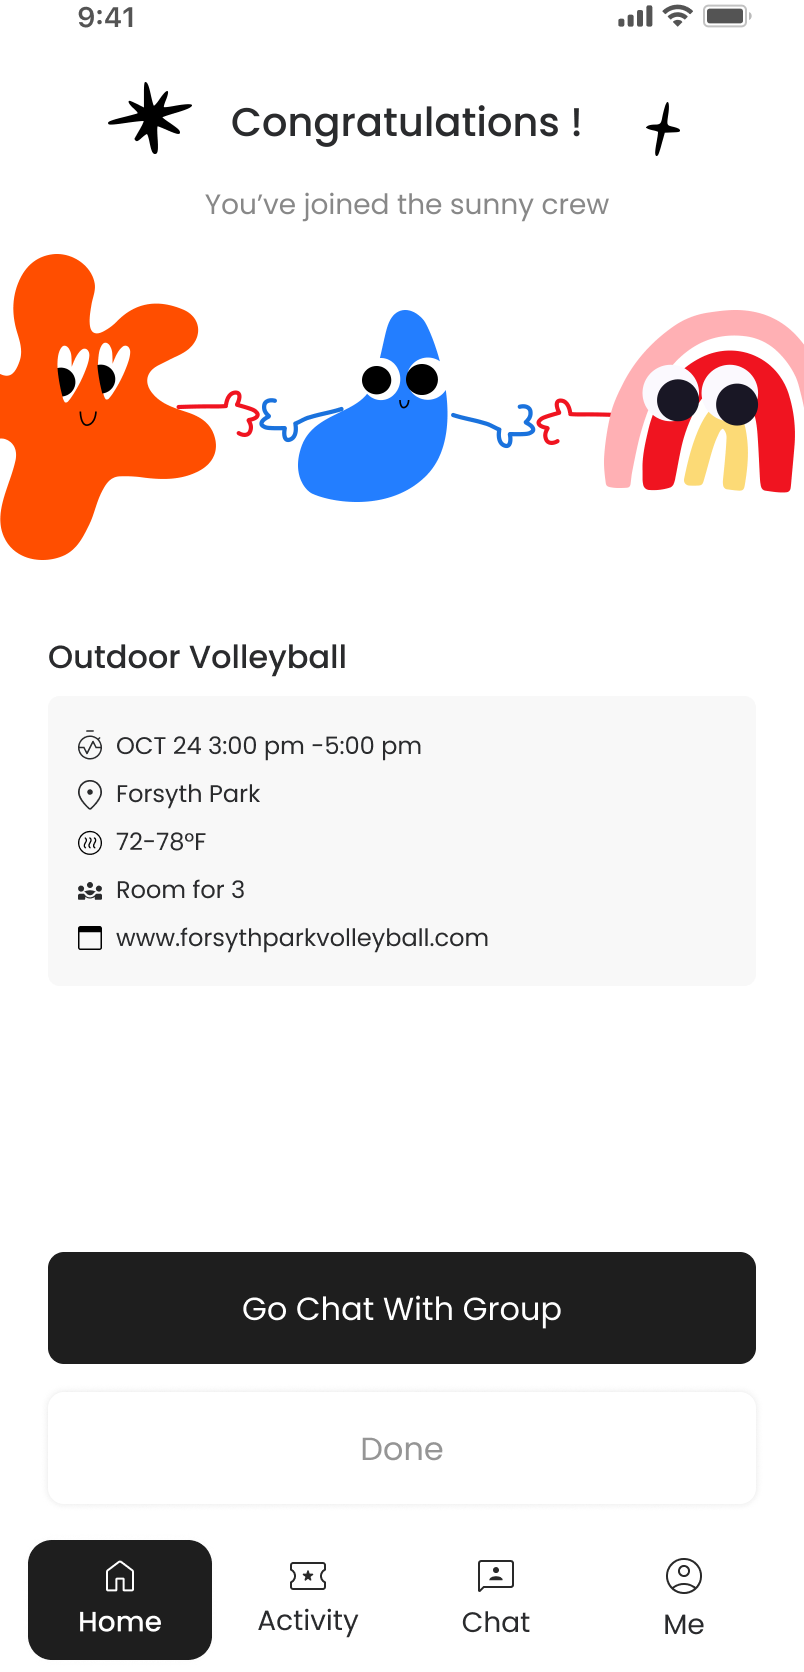 9:41
Congratulations !
You’ve joined the sunny crew
Outdoor Volleyball
OCT 24 3:00 pm -5:00 pm
Forsyth Park
72-78°F
Room for 3
www.forsythparkvolleyball.com
Go Chat With Group
Done
Home
Activity
Chat
Me